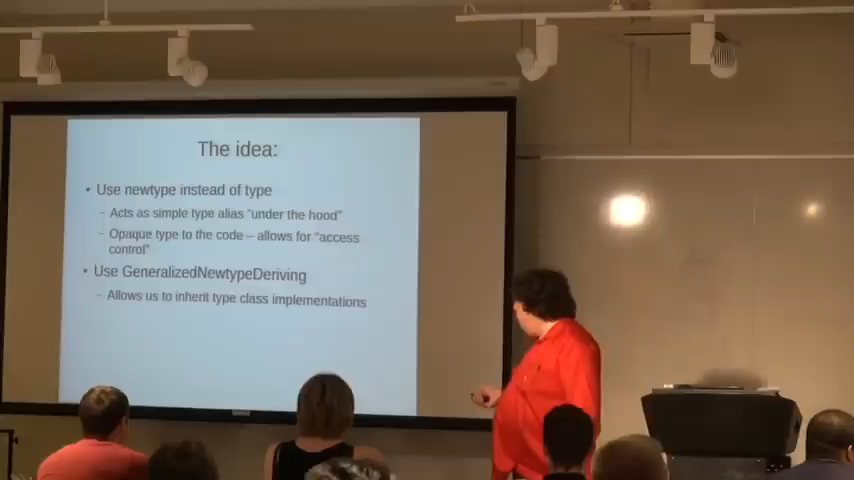 The idea:
• Use newtype instead of type
– Acts as simple type alias "under the hood"
– Opaque type to the code – allows for "access
control"
• Use GeneralizedNewtypeDeriving
– Allows us to inherit type class implementations